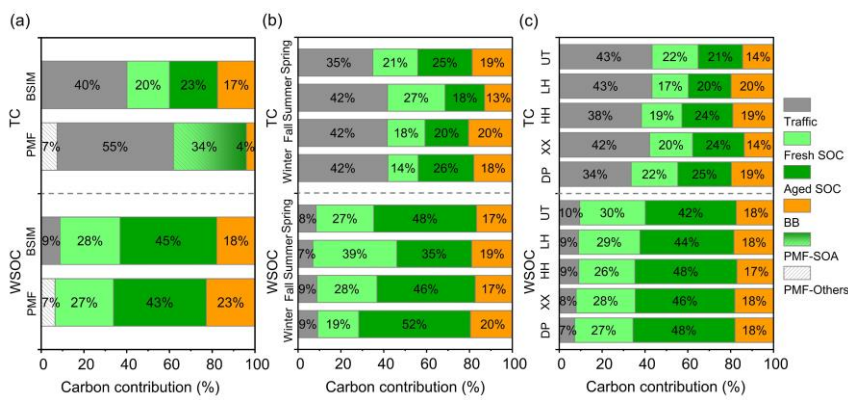 (a)
TC
BSIM
40% 20% 23% 17%
PMF
7% 55% 34% 4%
WSOC
BSIM
9% 28% 45% 18%
PMF
7% 27% 43% 23%
0 20 40 60 80 100
Carbon contribution (%)
(b)
TC
Spring
35% 21% 25% 19%
Summer
42% 27% 18% 13%
Fall
42% 18% 20% 20%
Winter
42% 14% 26% 18%
WSOC
Spring
8% 27% 48% 17%
Summer
7% 39% 35% 19%
Fall
9% 28% 46% 17%
Winter
9% 19% 52% 20%
0 20 40 60 80 100
Carbon contribution (%)
(c)
TC
UT
43% 22% 21% 14%
LH
43% 17% 20% 20%
HH
38% 19% 24% 19%
XX
42% 20% 24% 14%
DP
34% 22% 25% 19%
WSOC
UT
10% 30% 42% 18%
LH
9% 29% 44% 18%
HH
9% 26% 48% 17%
XX
8% 28% 46% 18%
DP
7% 27% 48% 18%
0 20 40 60 80 100
Carbon contribution (%)
Traffic
Fresh SOC
Aged SOC
BB
PMF-SOA
PMF-Others